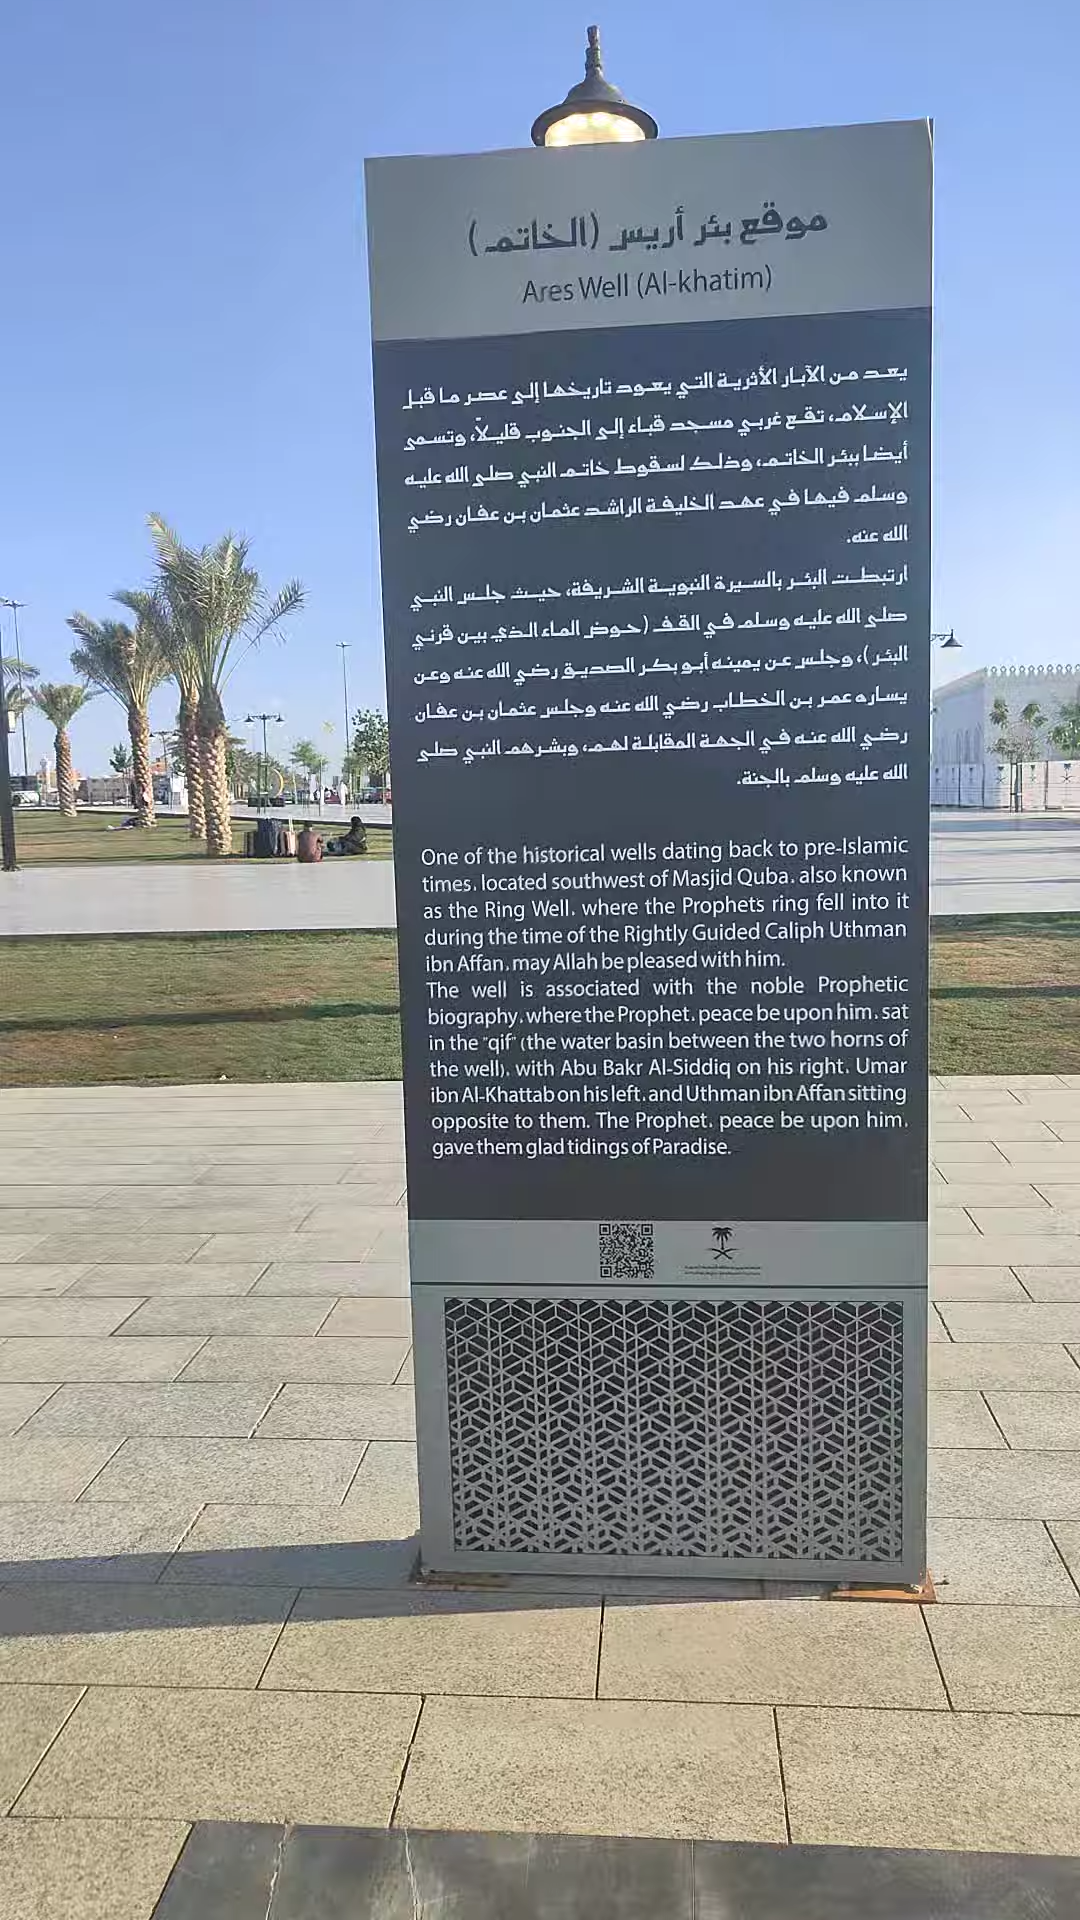 موقع بئر أريس (الخاتم)
Ares Well (Al-khatim)
يعد من الآبار الأثرية التي يعود تاريخها إلى عصر ما قبل
الإسلام، تقع غربي مسجد قباء إلى الجنوب قليلاً، وتسمى
أيضا ببئر الخاتم، وذلك لسقوط خاتم النبي صلى الله عليه
وسلم فيها في عهد الخليفة الراشد عثمان بن عفان رضي
الله عنه.
ارتبطت البئر بالسيرة النبوية الشريفة، حيث جلس النبي
صلى الله عليه وسلم في القف (حوض الماء الذي بين قرني
البئر)، وجلس عن يمينه أبو بكر الصديق رضي الله عنه وعن
يساره عمر بن الخطاب رضي الله عنه وجلس عثمان بن عفان
رضي الله عنه في الجهة المقابلة لهم، وبشرهم النبي صلى
الله عليه وسلم بالجنة.
One of the historical wells dating back to pre-Islamic
times. located southwest of Masjid Quba. also known
as the Ring Well. where the Prophets ring fell into it
during the time of the Rightly Guided Caliph Uthman
ibn Affan. may Allah be pleased with him.
The well is associated with the noble Prophetic
biography. where the Prophet. peace be upon him. sat
in the "qif" (the water basin between the two horns of
the well). with Abu Bakr Al-Siddiq on his right. Umar
ibn Al-Khattab on his left. and Uthman ibn Affan sitting
opposite to them. The Prophet. peace be upon him.
gave them glad tidings of Paradise.